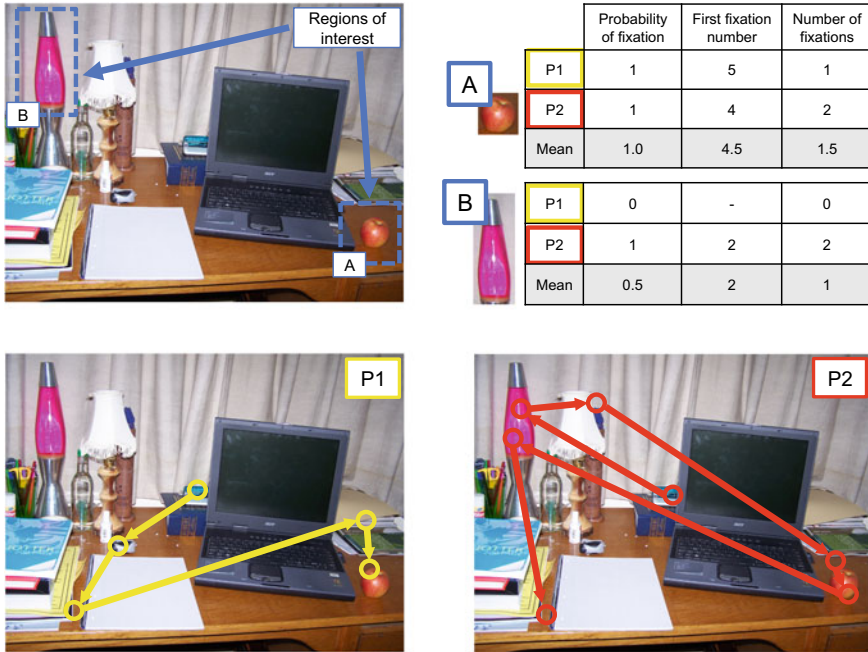 Regions of
interest
B
A
Probability
of fixation
First fixation
number
Number of
fixations
A
P1
1
5
1
P2
1
4
2
Mean
1.0
4.5
1.5
B
P1
0
-
0
P2
1
2
2
Mean
0.5
2
1
P1
P2